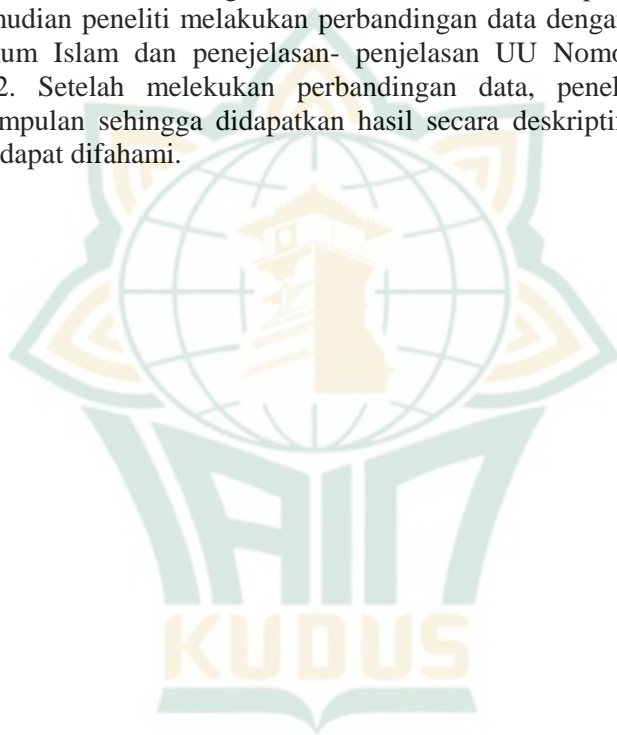 mudian peneliti melakukan perbandingan data dengan
um Islam dan penejelasan- penjelasan UU Nomo
2. Setelah melekukan perbandingan data, penel
mpulan sehingga didapatkan hasil secara deskriptif
dapat difahami.
IAIN
KUDUS